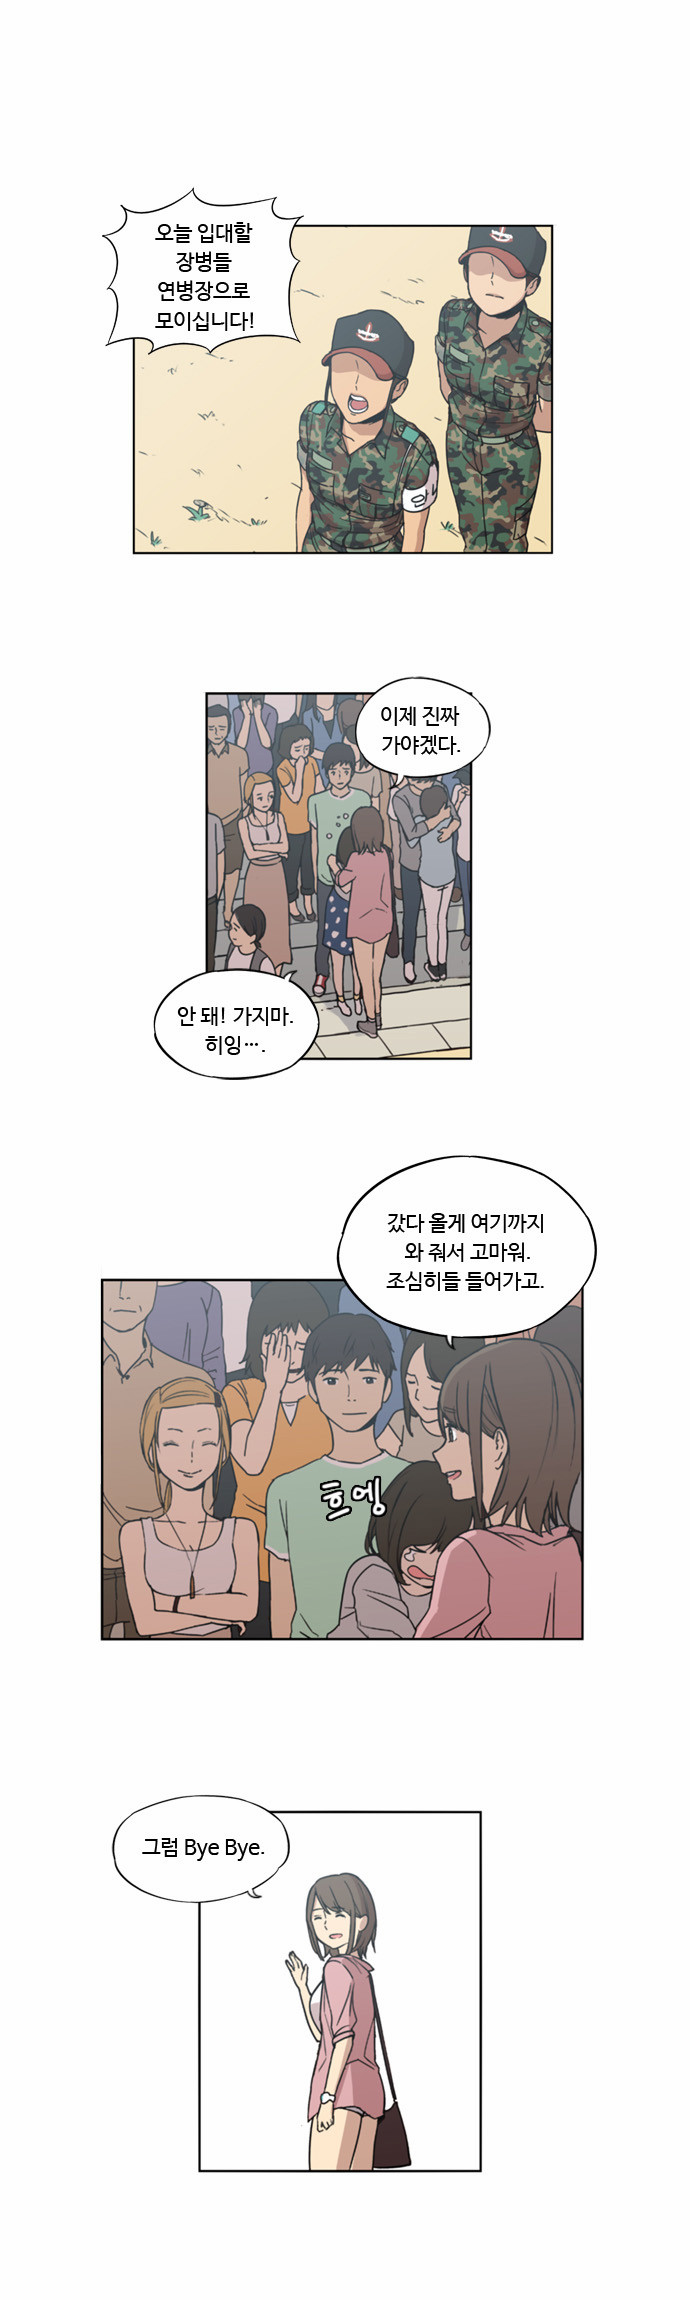 오늘 입대할
장병들
연병장으로
모이십니다!
이제 진짜
가야겠다.
안 돼! 가지마.
히잉….
갔다 올게 여기까지
와 줘서 고마워.
조심히들 들어가고.
흐엥
그럼 Bye Bye.